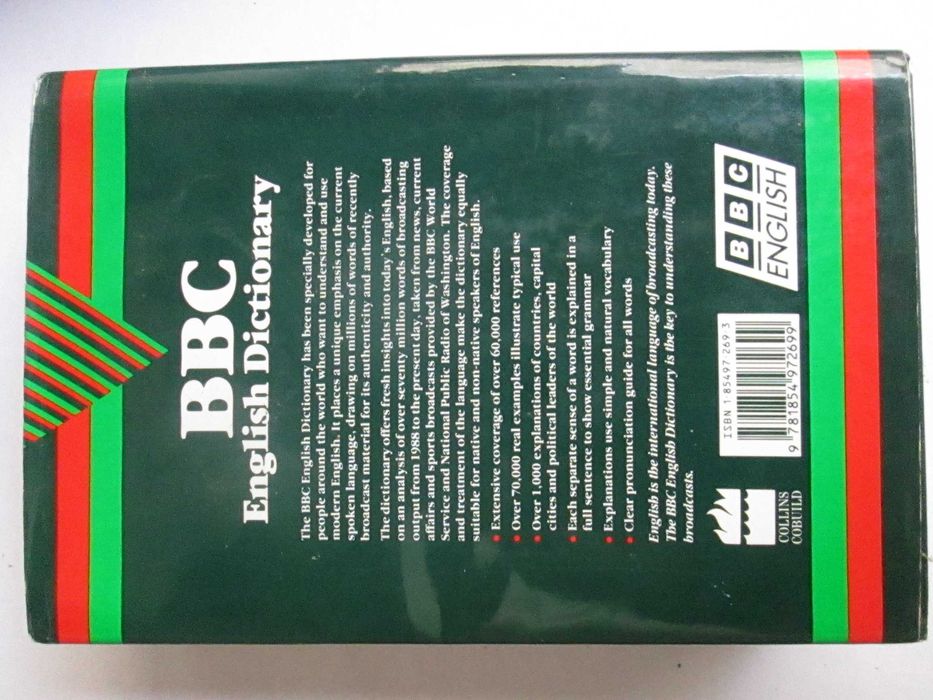 BBC
English Dictionary
The BBC English Dictionary has been specially developed for
people around the world who want to understand and use
modern English. It places a unique emphasis on the current
spoken language, drawing on millions of words of recently
broadcast material for its authenticity and authority.
The dictionary offers fresh insights into today's English, based
on an analysis of over seventy million words of broadcasting
output from 1988 to the present day, taken from news, current
affairs and sports broadcasts provided by the BBC World
Service and National Public Radio of Washington. The coverage
and treatment of the language make the dictionary equally
suitable for native and non-native speakers of English.
• Extensive coverage of over 60,000 references
• Over 70,000 real examples illustrate typical use
• Over 1,000 explanations of countries, capital
cities and political leaders of the world
• Each separate sense of a word is explained in a
full sentence to show essential grammar
• Explanations use simple and natural vocabulary
• Clear pronunciation guide for all words
English is the international language of broadcasting today.
The BBC English Dictionary is the key to understanding these
broadcasts.
COLLINS
COBUILD
ISBN 1 85497 269 3
9 781854 972699
BBC
ENGLISH